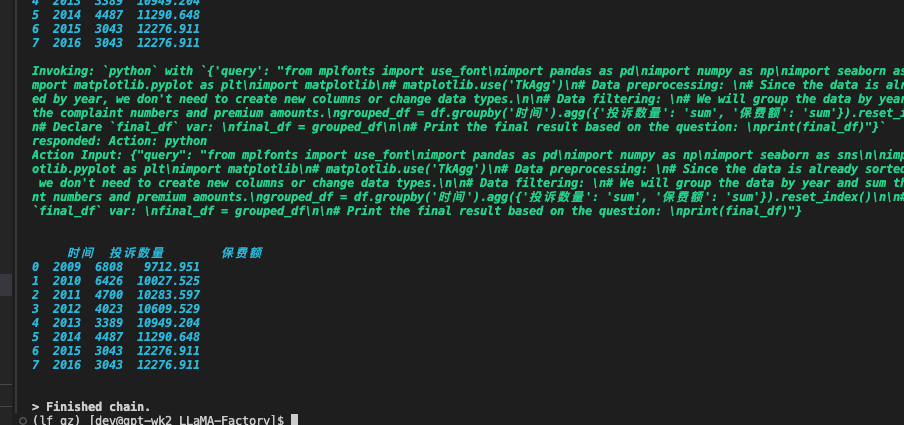 4  2013  3389  10949.204
5  2014  4487  11290.648
6  2015  3043  12276.911
7  2016  3043  12276.911
Invoking: `python` with `{'query': "from mplfonts import use_font\nimport pandas as pd\nimport numpy as np\nimport seaborn as
mport matplotlib.pyplot as plt\nimport matplotlib\n# matplotlib.use('TkAgg')\n# Data preprocessing: \n# Since the data is alr
ed by year, we don't need to create new columns or change data types.\n\n# Data filtering: \n# We will group the data by year
the complaint numbers and premium amounts.\ngrouped_df = df.groupby('时间').agg({'投诉数量': 'sum', '保费额': 'sum'}).reset_i
n# Declare `final_df` var: \nfinal_df = grouped_df\n\n# Print the final result based on the question: \nprint(final_df)"}`
responded: Action: python
Action Input: {"query": "from mplfonts import use_font\nimport pandas as pd\nimport numpy as np\nimport seaborn as sns\n\nimp
otlib.pyplot as plt\nimport matplotlib\n# matplotlib.use('TkAgg')\n# Data preprocessing: \n# Since the data is already sorted
we don't need to create new columns or change data types.\n\n# Data filtering: \n# We will group the data by year and sum th
nt numbers and premium amounts.\ngrouped_df = df.groupby('时间').agg({'投诉数量': 'sum', '保费额': 'sum'}).reset_index()\n\n#
`final_df` var: \nfinal_df = grouped_df\n\n# Print the final result based on the question: \nprint(final_df)"}
时间  投诉数量  保费额
0  2009  6808  9712.951
1  2010  6426  10027.525
2  2011  4700  10283.597
3  2012  4023  10609.529
4  2013  3389  10949.204
5  2014  4487  11290.648
6  2015  3043  12276.911
7  2016  3043  12276.911
> Finished chain.
(lf_gz) [dev@gpt-wk2 LLaMA-Factory]$